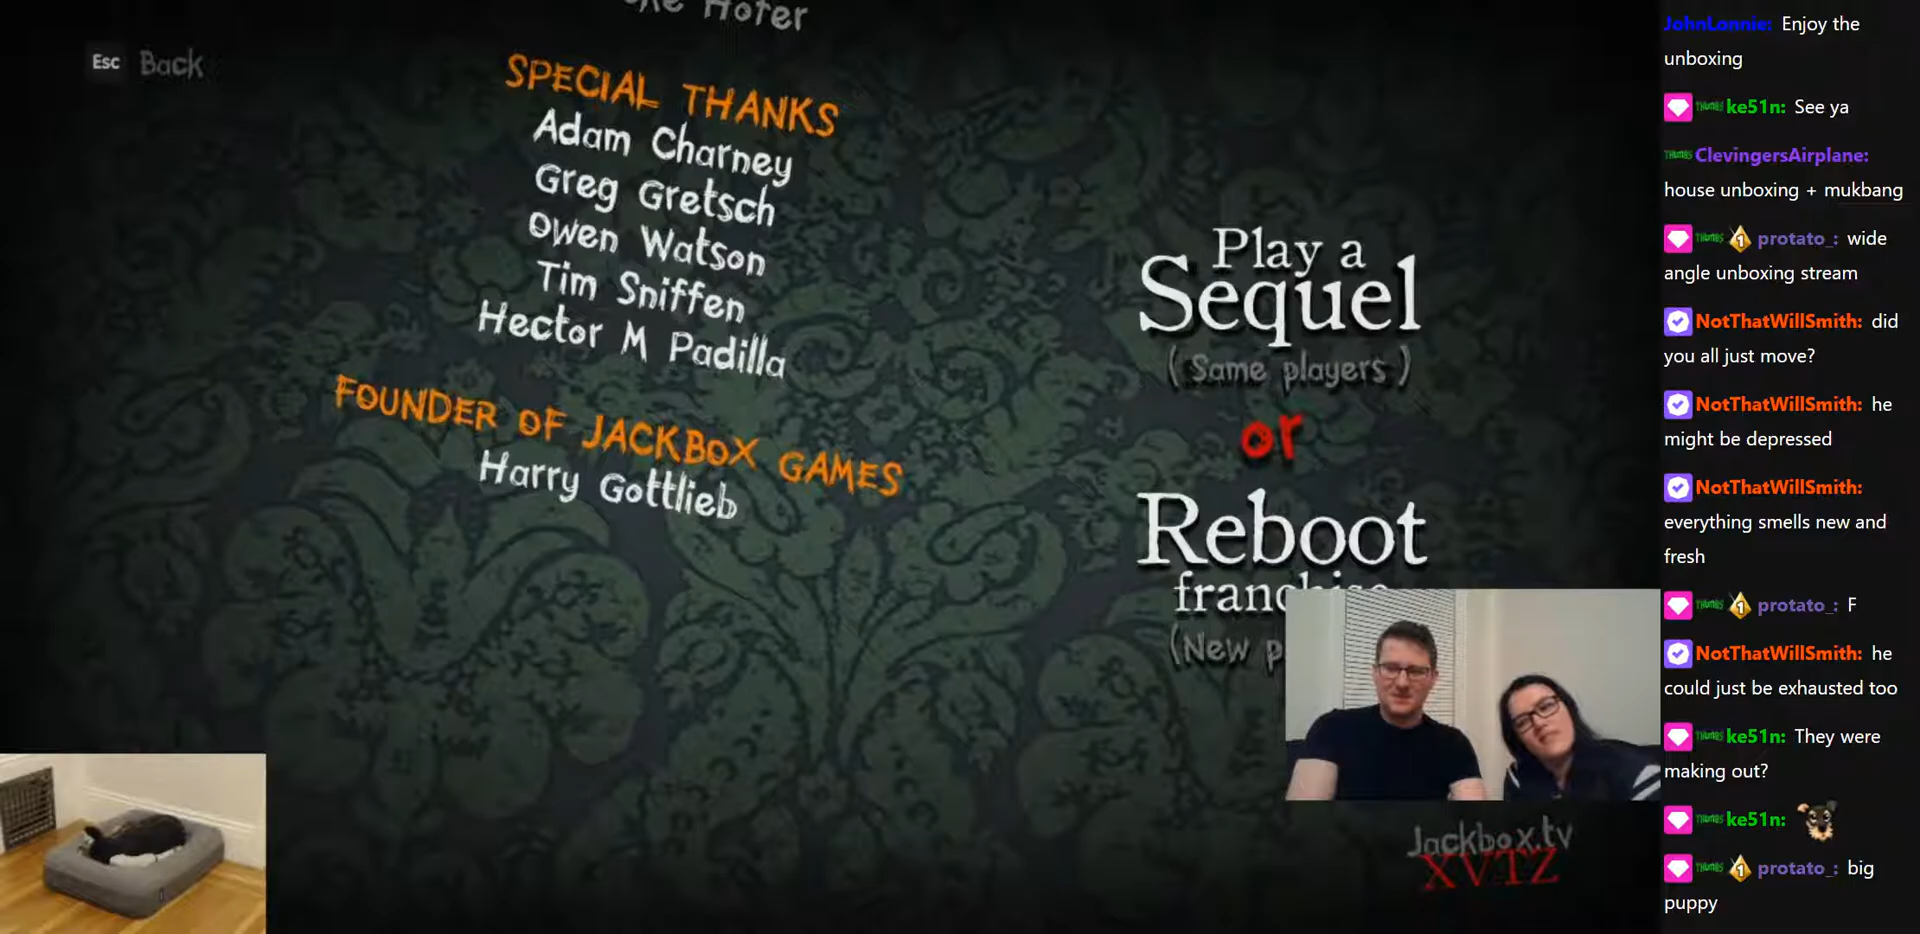 Hofer
Esc Back
SPECIAL THANKS
Adam Charney
Greg Gretsch
Owen Watson
Tim Sniffen
Hector M Padilla
FOUNDER OF JACKBOX GAMES
Harry Gottlieb
Play a
Sequel
(Same players)
or
Reboot
(New
Jackbox.tv
XVTZ
JohnLonnie: Enjoy the
unboxing
ke51n: See ya
ClevingersAirplane:
house unboxing + mukbang
protato_: wide
angle unboxing stream
NotThatWillSmith: did
you all just move?
NotThatWillSmith: he
might be depressed
NotThatWillSmith:
everything smells new and
fresh
protato_: F
NotThatWillSmith: he
could just be exhausted too
ke51n: They were
making out?
ke51n:
protato_: big
puppy